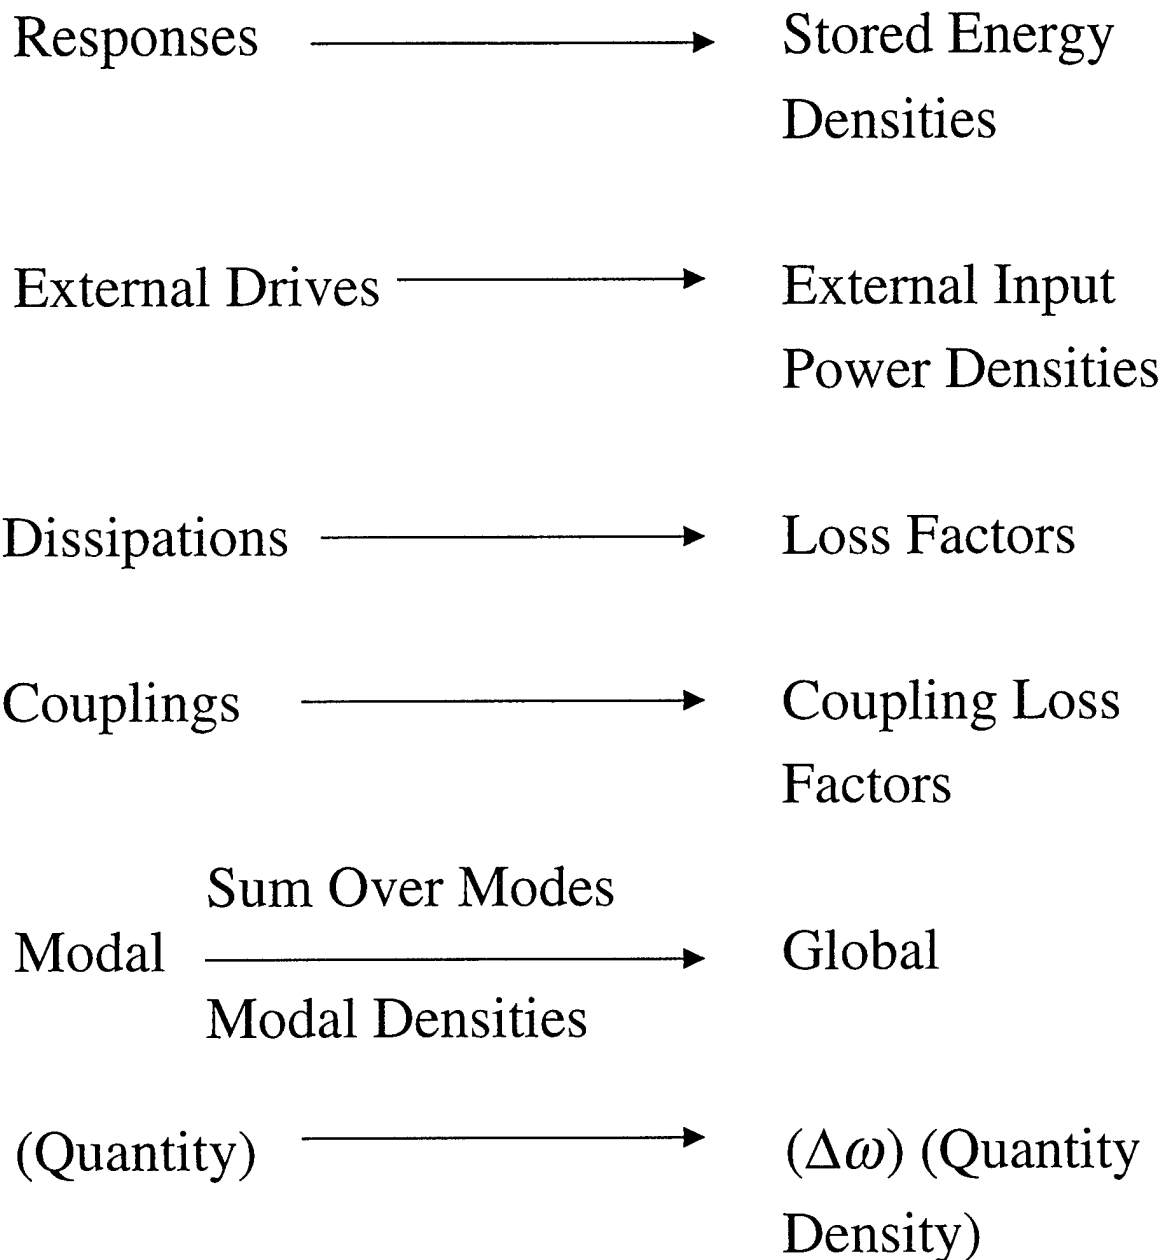 Responses Stored Energy
Densities
External Drives External Input
Power Densities
Dissipations Loss Factors
Couplings Coupling Loss
Factors
Sum Over Modes
Modal Global
Modal Densities
(Quantity) (Δω) (Quantity
Density)